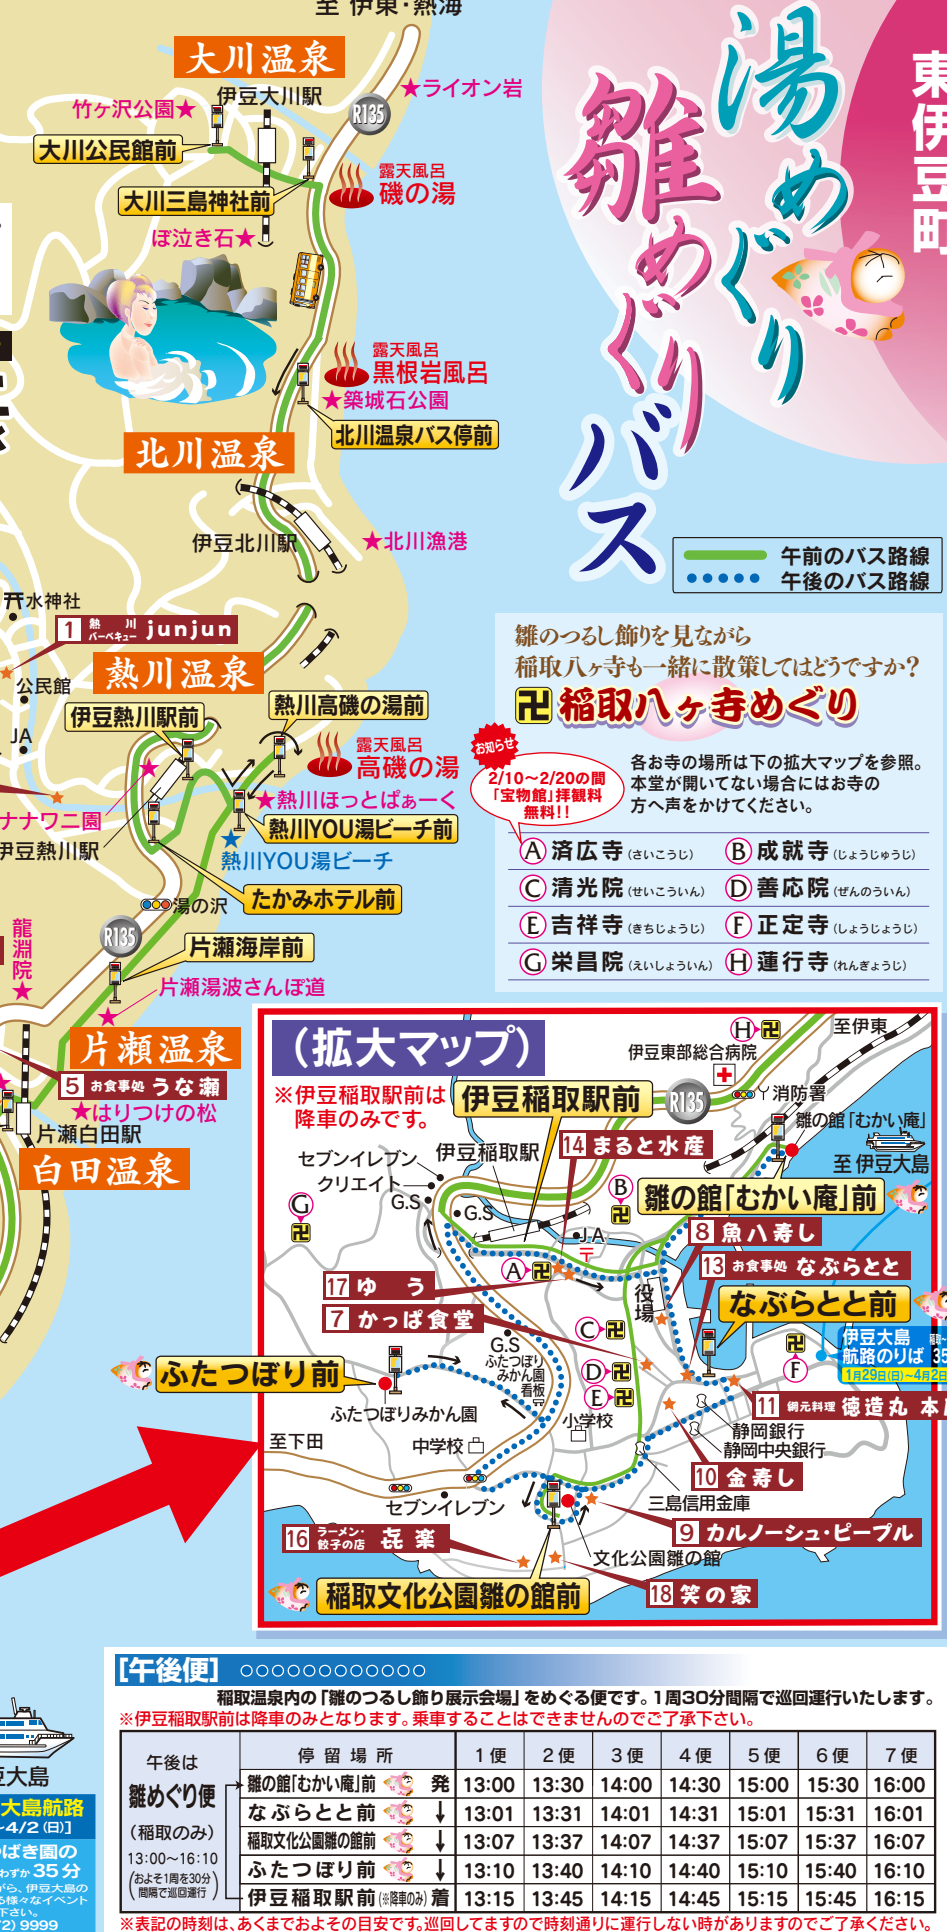 至 伊東・熱海
大川温泉
竹ヶ沢公園★
伊豆大川駅
★ライオン岩
R135
大川公民館前
大川三島神社前
露天風呂
磯の湯
ぼ泣き石★
露天風呂
黒根岩風呂
★築城石公園
北川温泉バス停前
北川温泉
伊豆北川駅
★北川漁港
東伊豆町
湯めぐり
雛めぐり
バス
午前のバス路線
午後のバス路線
水神社
1 熱川バーベキュー junjun
熱川温泉
公民館
伊豆熱川駅前
熱川高磯の湯前
JA
露天風呂
高磯の湯
★熱川ほっとぱぁーく
ナナワニ園
熱川YOU湯ビーチ前
伊豆熱川駅
熱川YOU湯ビーチ
たかみホテル前
湯の沢
R135
龍淵院
片瀬海岸前
片瀬湯波さんぽ道
片瀬温泉
5 お食事処 うな瀬
★はりつけの松
片瀬白田駅
白田温泉
雛のつるし飾りを見ながら
稲取八ヶ寺も一緒に散策してはどうですか?
卍稲取八ヶ寺めぐり
お知らせ
2/10〜2/20の間
「宝物館」拝観料
無料!!
各お寺の場所は下の拡大マップを参照。
本堂が開いてない場合にはお寺の
方へ声をかけてください。
A 済広寺(さいこうじ) B 成就寺(じょうじゅうじ)
C 清光院(せいこういん) D 善応院(ぜんのういん)
E 吉祥寺(きちじょうじ) F 正定寺(しょうじょうじ)
G 栄昌院(えいしょういん) H 蓮行寺(れんぎょうじ)
(拡大マップ)
※伊豆稲取駅前は
降車のみです。
伊豆稲取駅前
H 卍
至伊東
伊豆東部総合病院
R135
消防署
雛の館「むかい庵」
至 伊豆大島
14 まると水産
セブンイレブン
伊豆稲取駅
クリエイト
G.S
G.S
G 卍
B 卍
雛の館「むかい庵」前
JA
8 魚八寿し
A 卍
13 お食事処 なぶらとと
17 ゆう
役場
なぶらとと前
7 かっぱ食堂
C 卍
伊豆大島
航路のりば
35
1月29日(日)〜4月2日
G.S
ふたつぼり
みかん園
看板
F 卍
D 卍
ふたつぼり前
E 卍
11 網元料理 徳造丸 本
ふたつぼりみかん園
小学校
静岡銀行
至下田
中学校
静岡中央銀行
10 金寿し
セブンイレブン
三島信用金庫
9 カルノーシュ・ピープル
16 ラーメン・餃子の店 㐂楽
文化公園雛の館
稲取文化公園雛の館前
18 笑の家
[午後便] ○○○○○○○○○○○○
稲取温泉内の「雛のつるし飾り展示会場」をめぐる便です。1周30分間隔で巡回運行いたします。
※伊豆稲取駅前は降車のみとなります。乗車することはできませんのでご了承下さい。
停留場所 1便 2便 3便 4便 5便 6便 7便
午後は
雛めぐり便
(稲取のみ)
13:00〜16:10
(およそ1周を30分
間隔で巡回運行)
雛の館「むかい庵」前 発 13:00 13:30 14:00 14:30 15:00 15:30 16:00
なぶらとと前 ↓ 13:01 13:31 14:01 14:31 15:01 15:31 16:01
稲取文化公園雛の館前 ↓ 13:07 13:37 14:07 14:37 15:07 15:37 16:07
ふたつぼり前 ↓ 13:10 13:40 14:10 14:40 15:10 15:40 16:10
伊豆稲取駅前(※降車のみ)着 13:15 13:45 14:15 14:45 15:15 15:45 16:15
※表記の時刻は、あくまでおよその目安です。巡回してますので時刻通りに運行しない時がありますのでご了承ください。
豆大島
大島航路
〜4/2(日)]
ばき園の
わずか35分
がら、伊豆大島の
る様々なイベント
下さい。
2) 9999